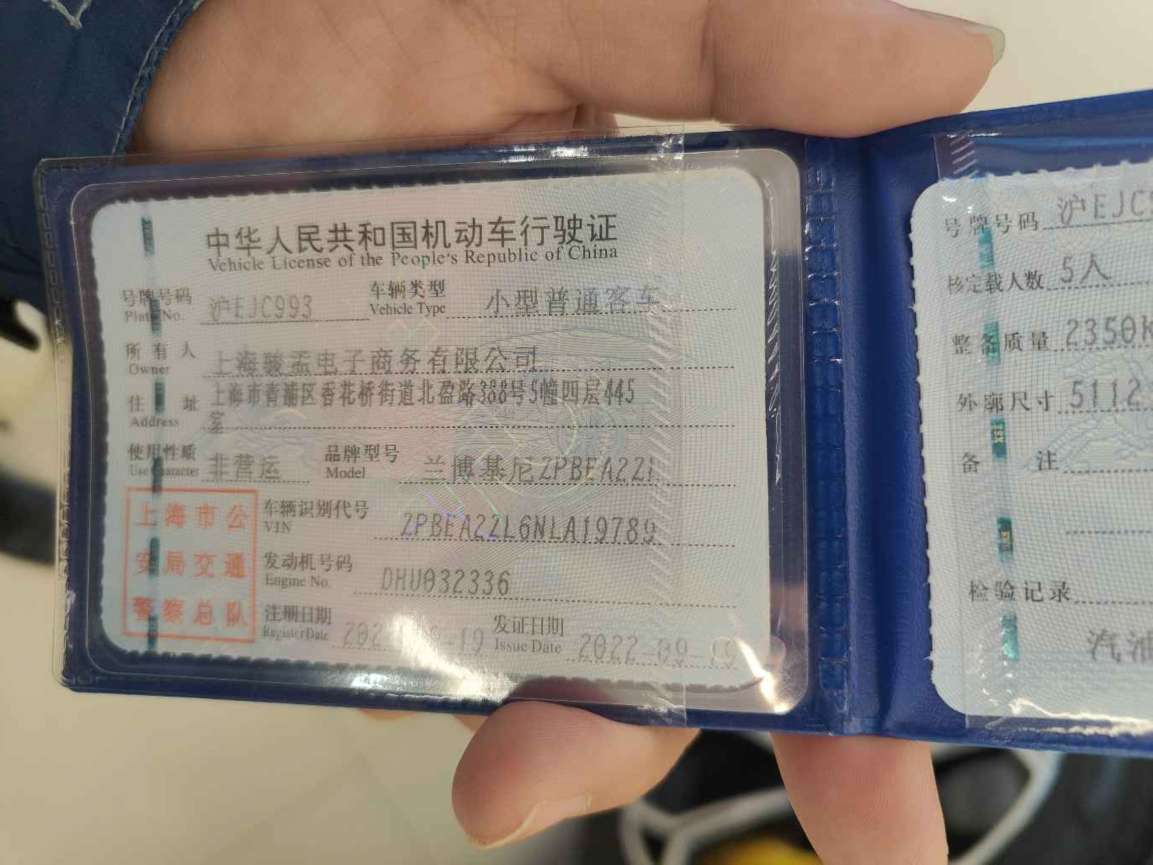 中华人民共和国机动车行驶证
Vehicle License of the People's Republic of China
号牌号码 沪EJC993 车辆类型 小型普通客车
Plate No. Vehicle Type
所有人 上海骏孟电子商务有限公司
Owner
住址 上海市青浦区香花桥街道北盈路388号5幢四层445
Address 室
使用性质 非营运 品牌型号 兰博基尼ZPBEA2ZL
Use Character Model
车辆识别代号 ZPBEA2ZL6NLA19789
VIN
发动机号码 DHU032336
Engine No.
注册日期 发证日期
Register Date Issue Date 2022-09-19
上海市公
安局交通
警察总队
号牌号码 沪EJC
核定载人数 5人
整备质量 2350k
外廓尺寸 5112
备注
检验记录
汽油